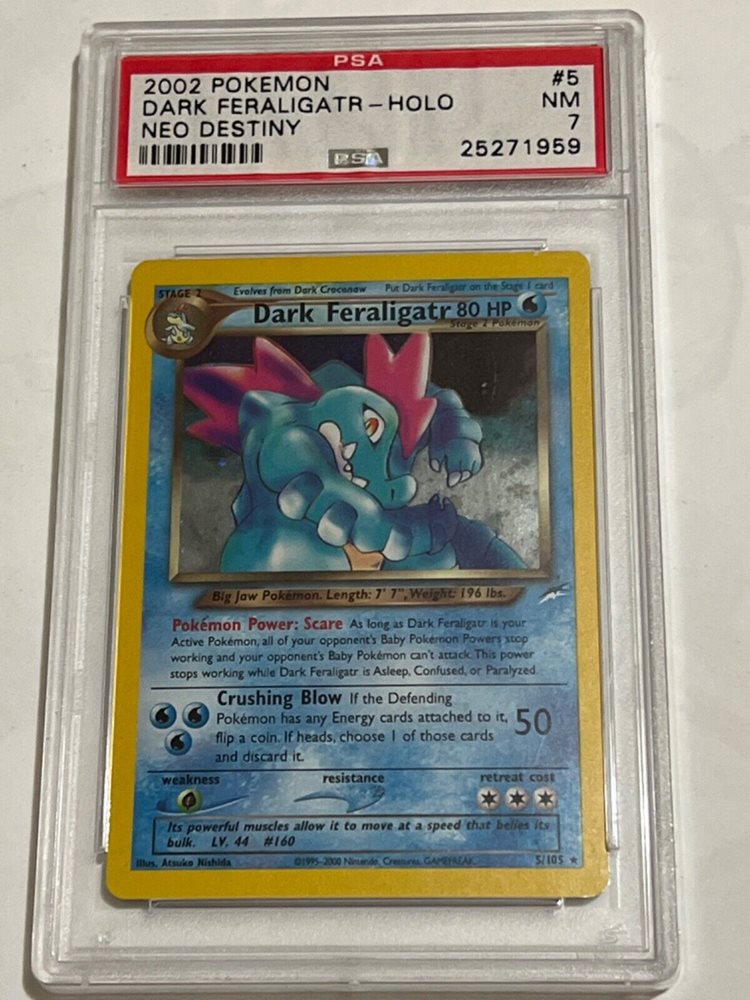 PSA
2002 POKEMON #5
DARK FERALIGATR-HOLO NM
NEO DESTINY 7
PSA 25271959
STAGE 2 Evolves from Dark Croconaw Put Dark Feraligatr on the Stage 1 card
Dark Feraligatr 80 HP
Stage 2 Pokémon
Big Jaw Pokémon. Length: 7' 7", Weight: 196 lbs.
Pokémon Power: Scare As long as Dark Feraligatr is your
Active Pokémon, all of your opponent's Baby Pokémon Powers stop
working and your opponent's Baby Pokémon can't attack. This power
stops working while Dark Feraligatr is Asleep, Confused, or Paralyzed.
Crushing Blow If the Defending
Pokémon has any Energy cards attached to it, 50
flip a coin. If heads, choose 1 of those cards
and discard it.
weakness resistance retreat cost
Its powerful muscles allow it to move at a speed that belies its
bulk. LV. 44 #160
Illus. Atsuko Nishida ©1995-2000 Nintendo, Creatures, GAMEFREAK. 5/105 ★